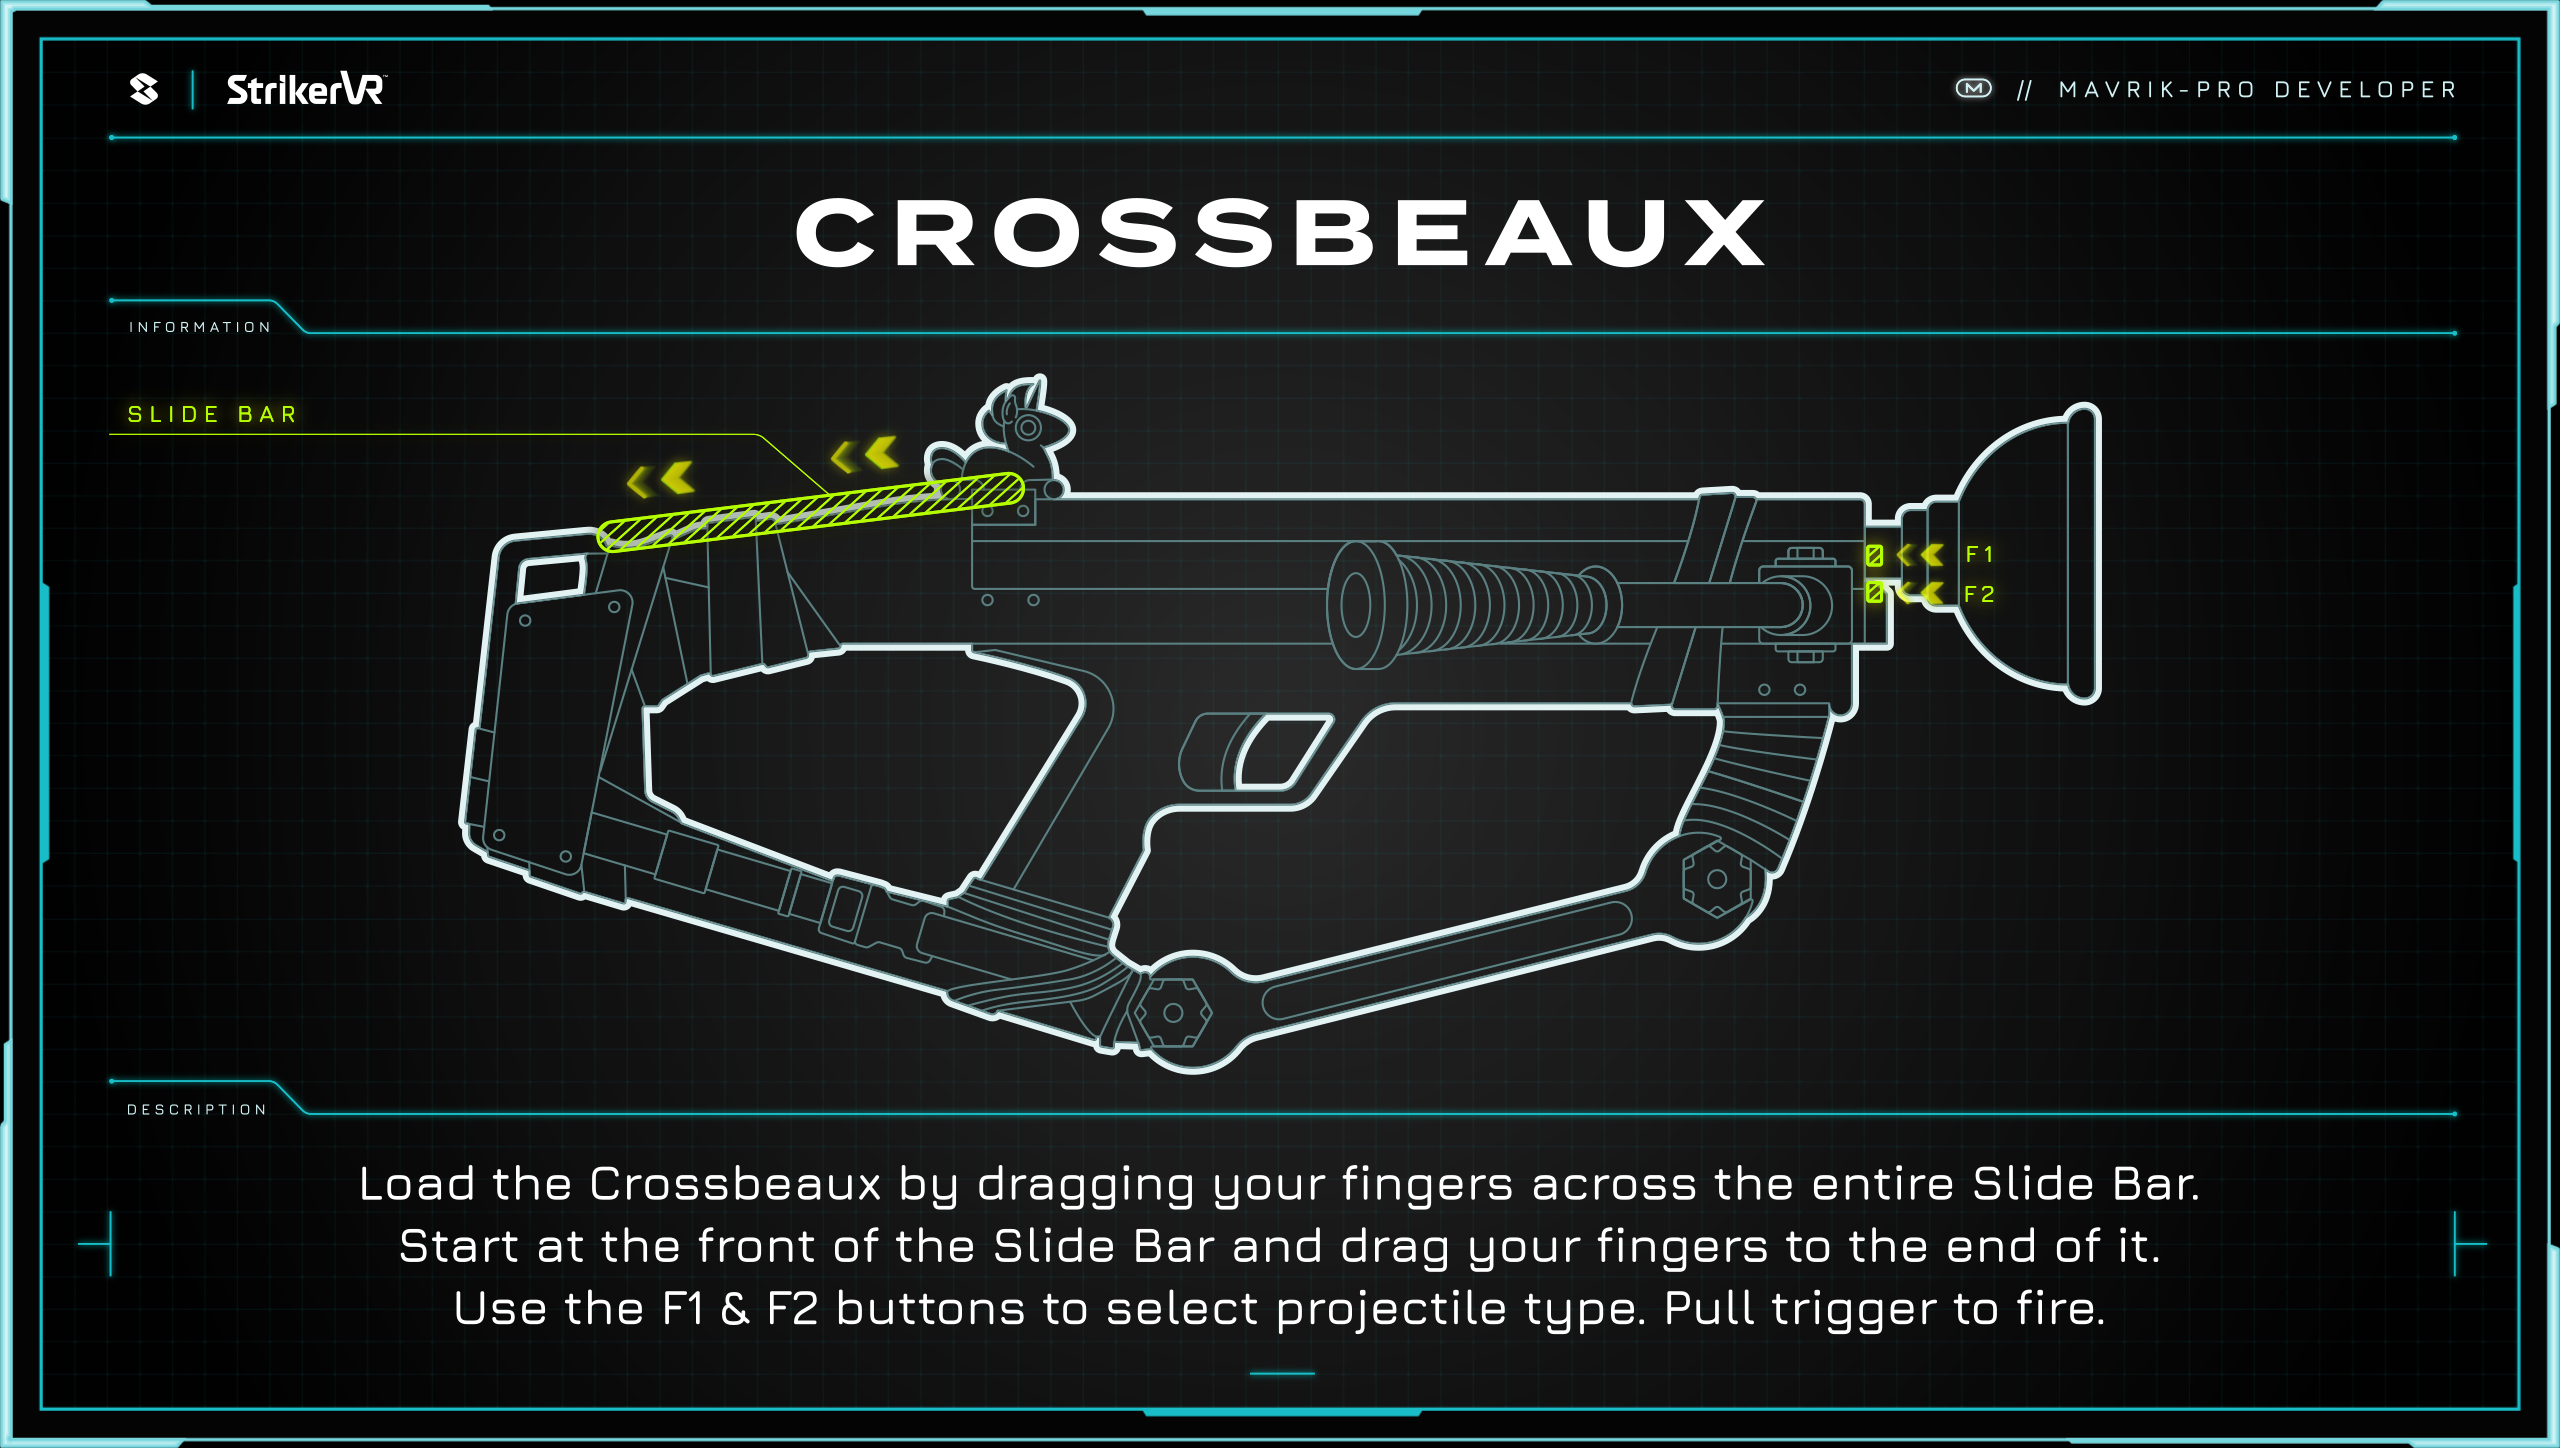 StrikerVR™
M // MAVRIK-PRO DEVELOPER
CROSSBEAUX
INFORMATION
SLIDE BAR
F1
F2
DESCRIPTION
Load the Crossbeaux by dragging your fingers across the entire Slide Bar.
Start at the front of the Slide Bar and drag your fingers to the end of it.
Use the F1 & F2 buttons to select projectile type. Pull trigger to fire.